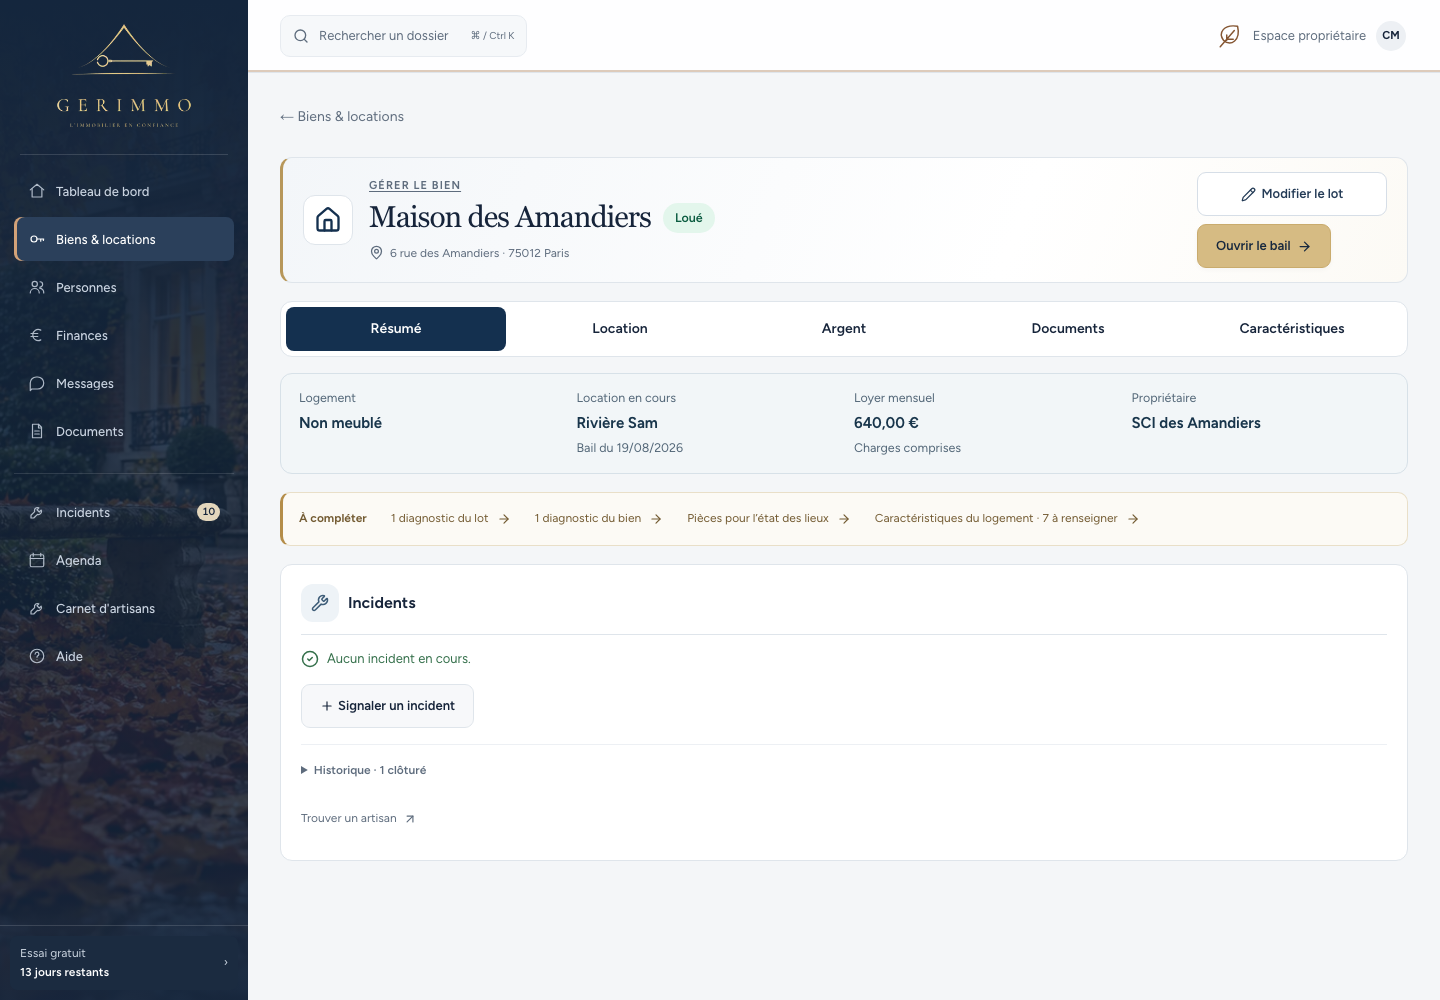 GERIMMO
L'IMMOBILIER EN CONFIANCE
Tableau de bord
Biens & locations
Personnes
Finances
Messages
Documents
Incidents 10
Agenda
Carnet d'artisans
Aide
Essai gratuit
13 jours restants
Rechercher un dossier ⌘ / Ctrl K
Espace propriétaire CM
← Biens & locations
GÉRER LE BIEN
Maison des Amandiers Loué
6 rue des Amandiers · 75012 Paris
Modifier le lot
Ouvrir le bail →
Résumé Location Argent Documents Caractéristiques
Logement
Non meublé
Location en cours
Rivière Sam
Bail du 19/08/2026
Loyer mensuel
640,00 €
Charges comprises
Propriétaire
SCI des Amandiers
À compléter 1 diagnostic du lot → 1 diagnostic du bien → Pièces pour l'état des lieux → Caractéristiques du logement · 7 à renseigner →
Incidents
Aucun incident en cours.
+ Signaler un incident
Historique · 1 clôturé
Trouver un artisan